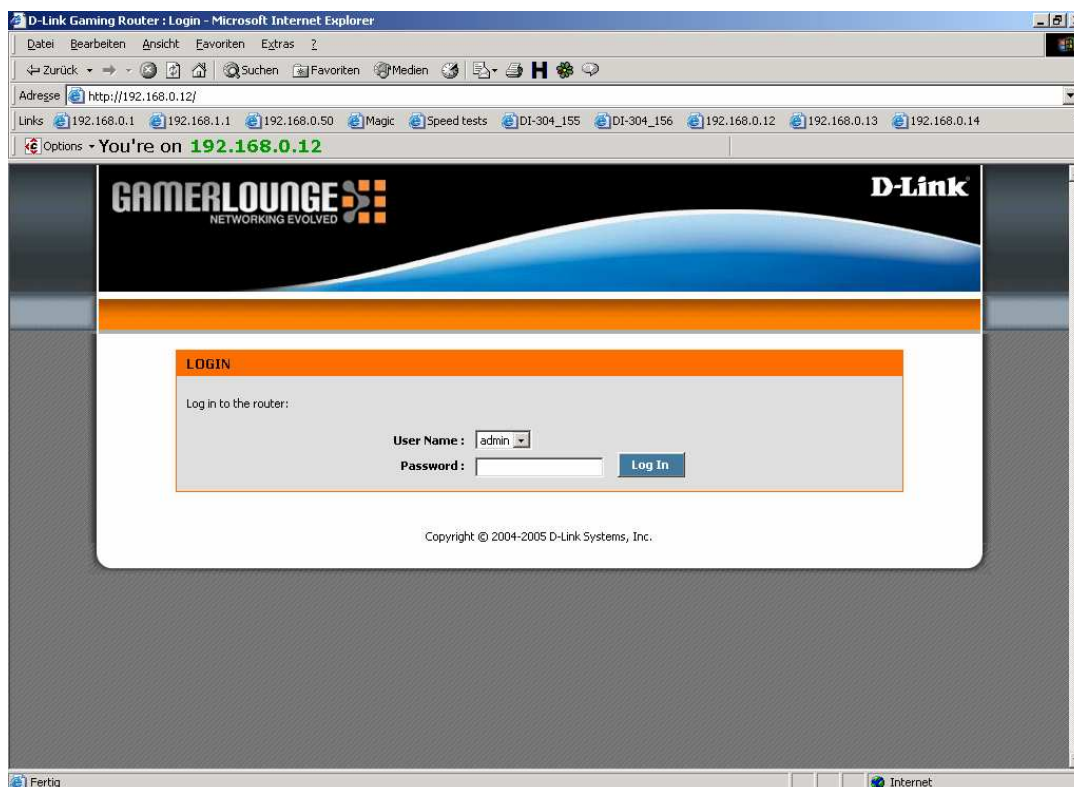 D-Link Gaming Router : Login - Microsoft Internet Explorer
Datei Bearbeiten Ansicht Favoriten Extras ?
Zurück Suchen Favoriten Medien
Adresse http://192.168.0.12/
Links 192.168.0.1 192.168.1.1 192.168.0.50 Magic Speed tests DI-304_155 DI-304_156 192.168.0.12 192.168.0.13 192.168.0.14
Options You're on 192.168.0.12
GAMERLOUNGE
NETWORKING EVOLVED
D-Link
LOGIN
Log in to the router:
User Name : admin
Password :
Log In
Copyright © 2004-2005 D-Link Systems, Inc.
Fertig Internet